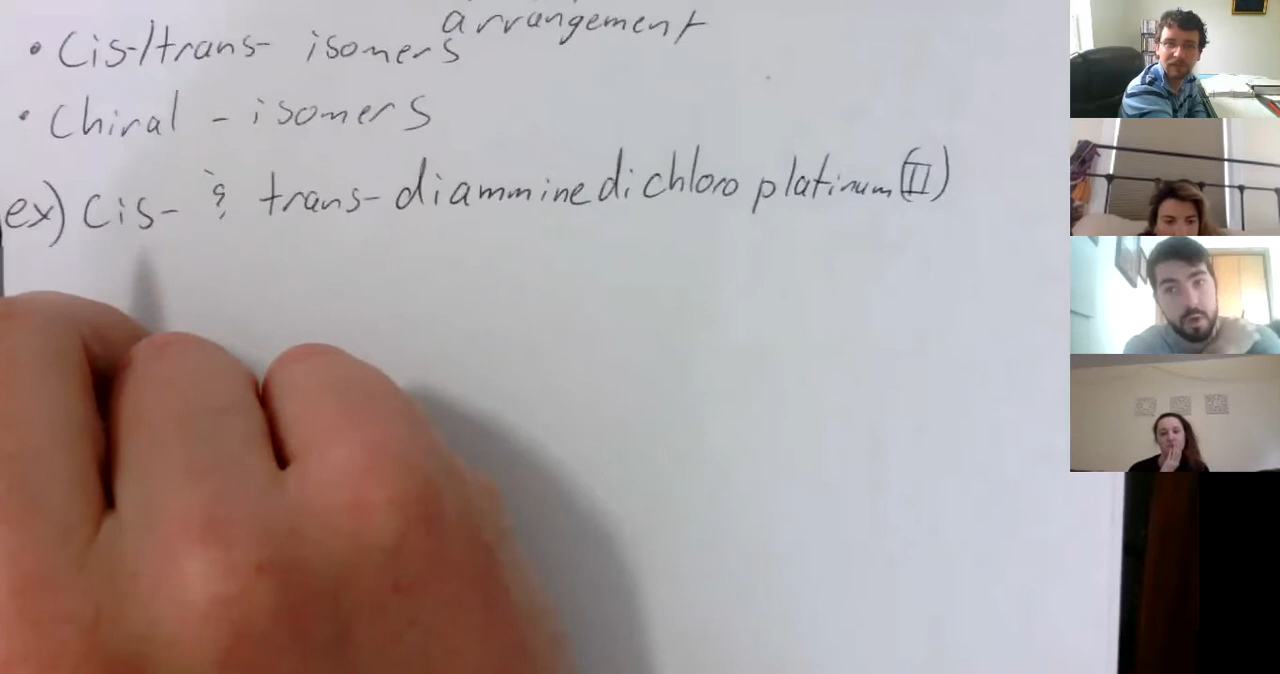 arrangement
• Cis-/trans- isomers
• Chiral - isomers
ex) Cis- & trans-diamminedichloroplatinum(II)